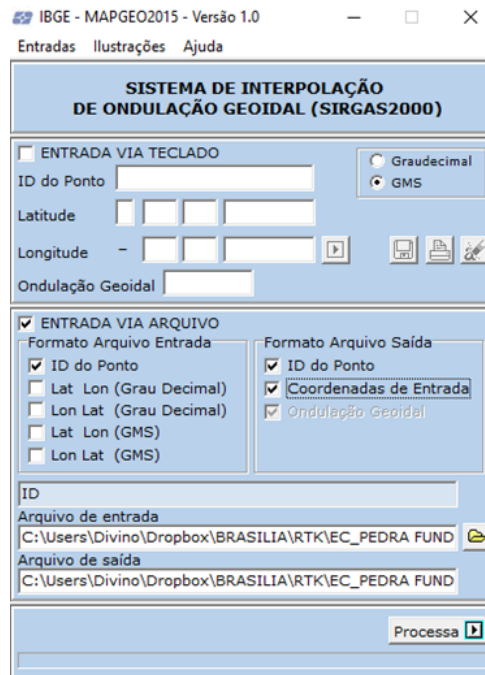 IBGE - MAPGEO2015 - Versão 1.0
Entradas Ilustrações Ajuda
SISTEMA DE INTERPOLAÇÃO
DE ONDULAÇÃO GEOIDAL (SIRGAS2000)
ENTRADA VIA TECLADO
Graudecimal
ID do Ponto
GMS
Latitude
Longitude -
Ondulação Geoidal
ENTRADA VIA ARQUIVO
Formato Arquivo Entrada
ID do Ponto
Lat Lon (Grau Decimal)
Lon Lat (Grau Decimal)
Lat Lon (GMS)
Lon Lat (GMS)
Formato Arquivo Saída
ID do Ponto
Coordenadas de Entrada
Ondulação Geoidal
ID
Arquivo de entrada
C:\Users\Divino\Dropbox\BRASILIA\RTK\EC_PEDRA FUND
Arquivo de saída
C:\Users\Divino\Dropbox\BRASILIA\RTK\EC_PEDRA FUND
Processa